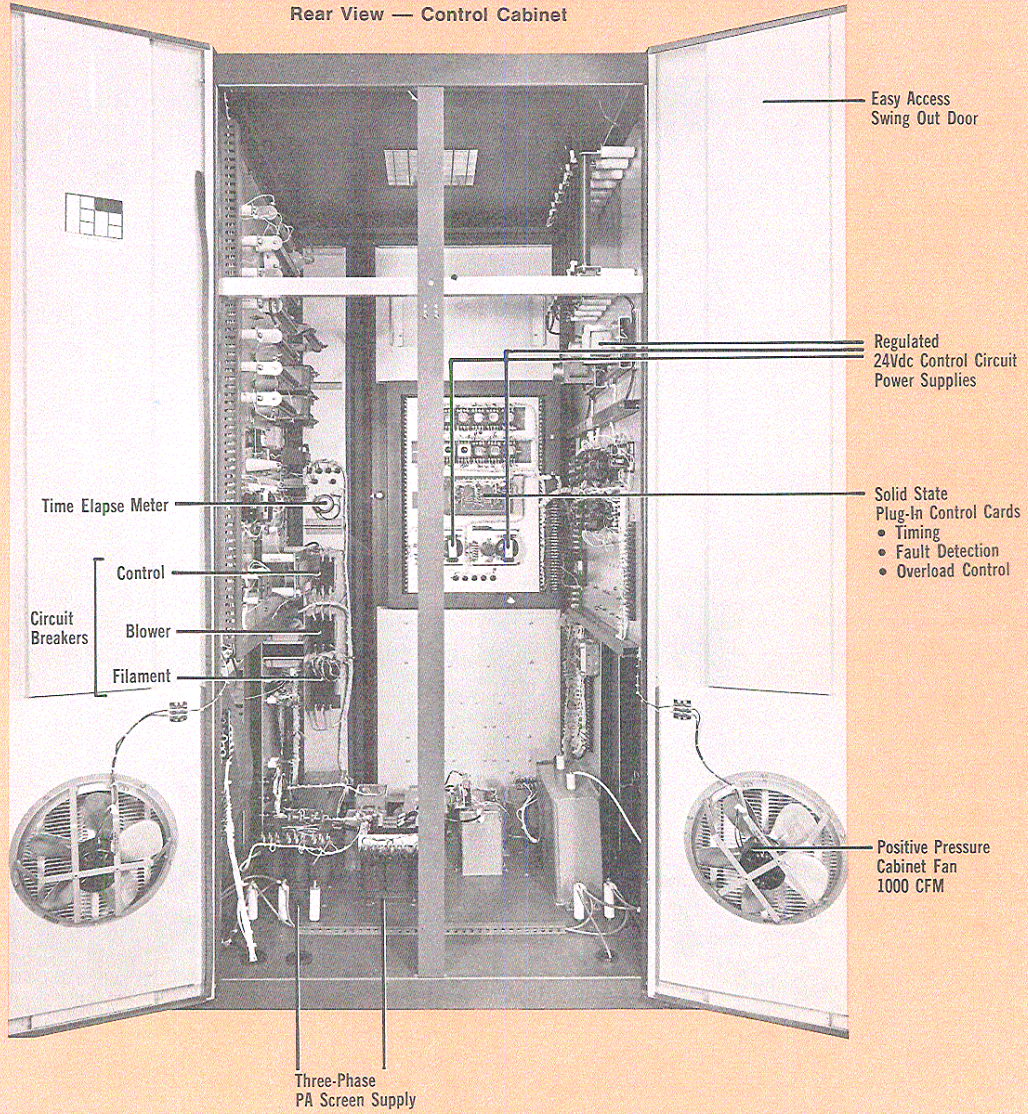 Rear View — Control Cabinet
Easy Access
Swing Out Door
Regulated
24Vdc Control Circuit
Power Supplies
Time Elapse Meter
Solid State
Plug-In Control Cards
• Timing
• Fault Detection
• Overload Control
Control
Circuit
Breakers
Blower
Filament
Positive Pressure
Cabinet Fan
1000 CFM
Three-Phase
PA Screen Supply